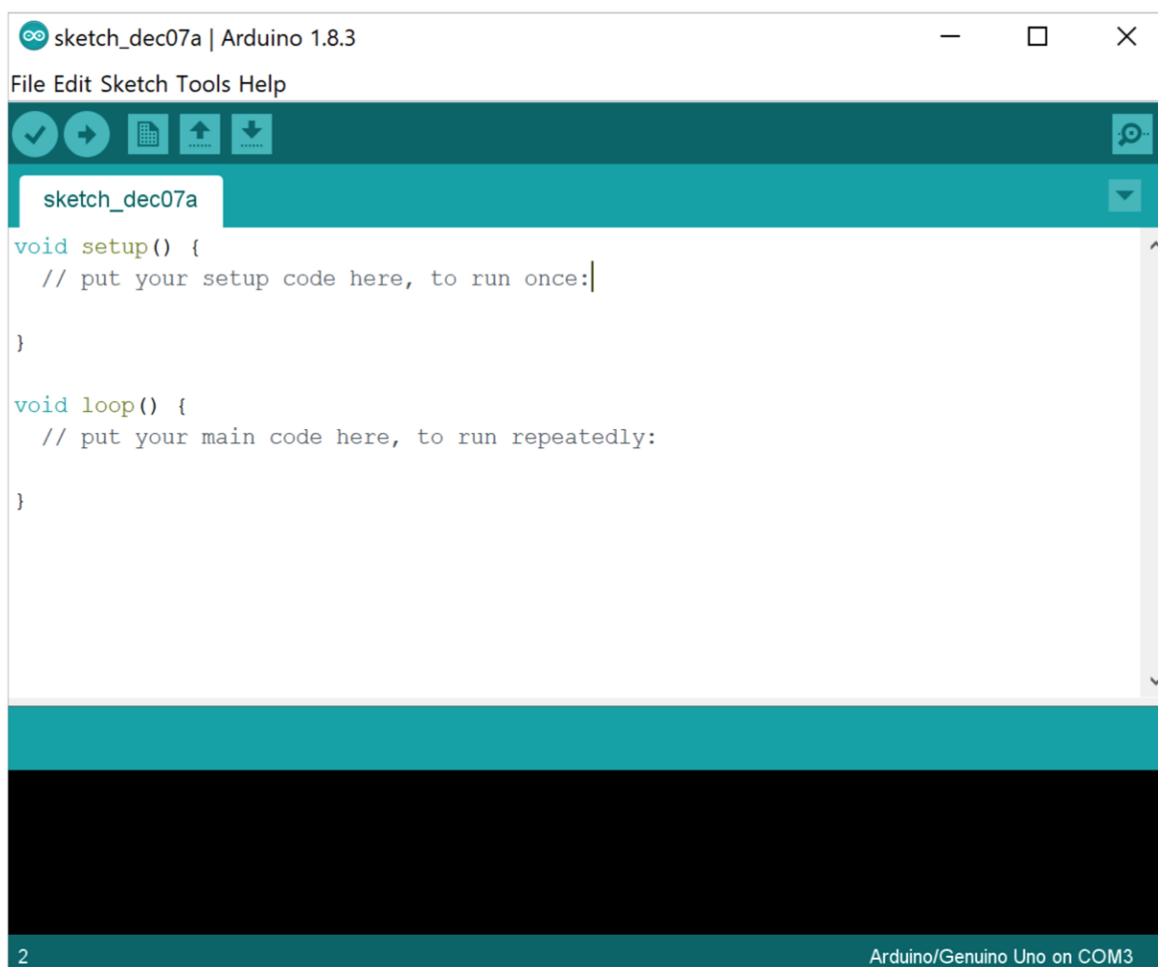 sketch_dec07a | Arduino 1.8.3
File Edit Sketch Tools Help
sketch_dec07a
void setup() {
  // put your setup code here, to run once:
}
void loop() {
  // put your main code here, to run repeatedly:
}
2
Arduino/Genuino Uno on COM3